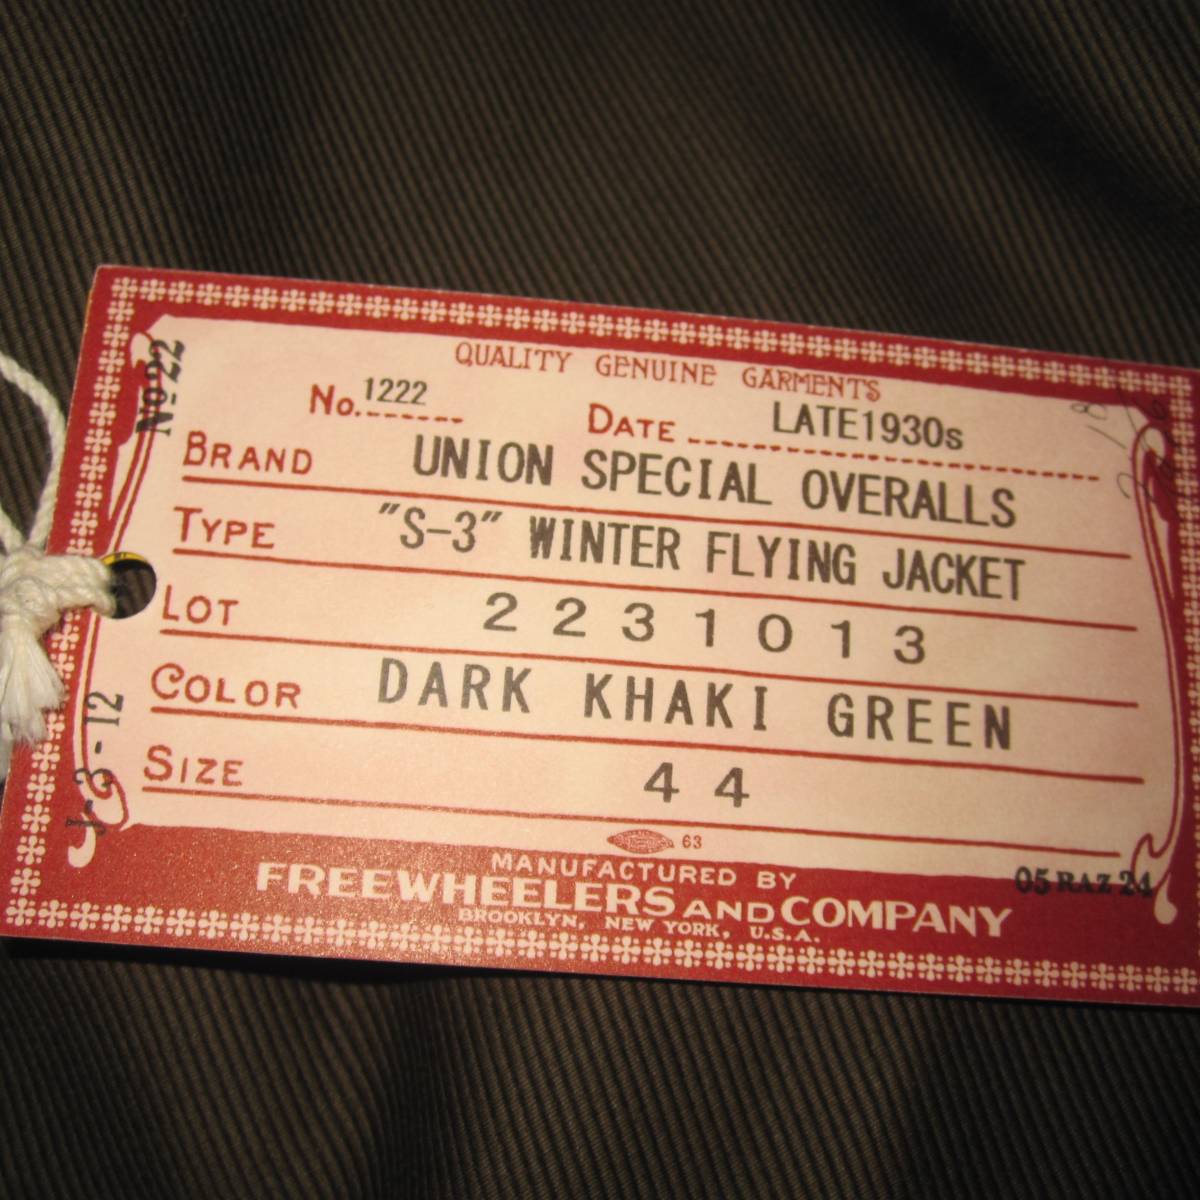 QUALITY GENUINE GARMENTS
No. 1222 DATE LATE1930s
BRAND UNION SPECIAL OVERALLS
TYPE "S-3" WINTER FLYING JACKET
LOT 2231013
COLOR DARK KHAKI GREEN
SIZE 44
63
MANUFACTURED BY
FREEWHEELERS AND COMPANY
BROOKLYN, NEW YORK, U.S.A.
No 22
J-3-12
05 RAZ 24